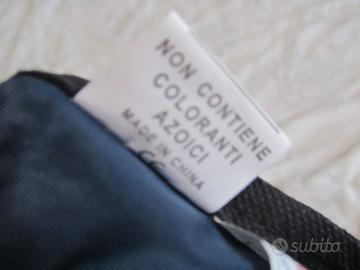 NON CONTIENE
COLORANTI
AZOICI
MADE IN CHINA
subito